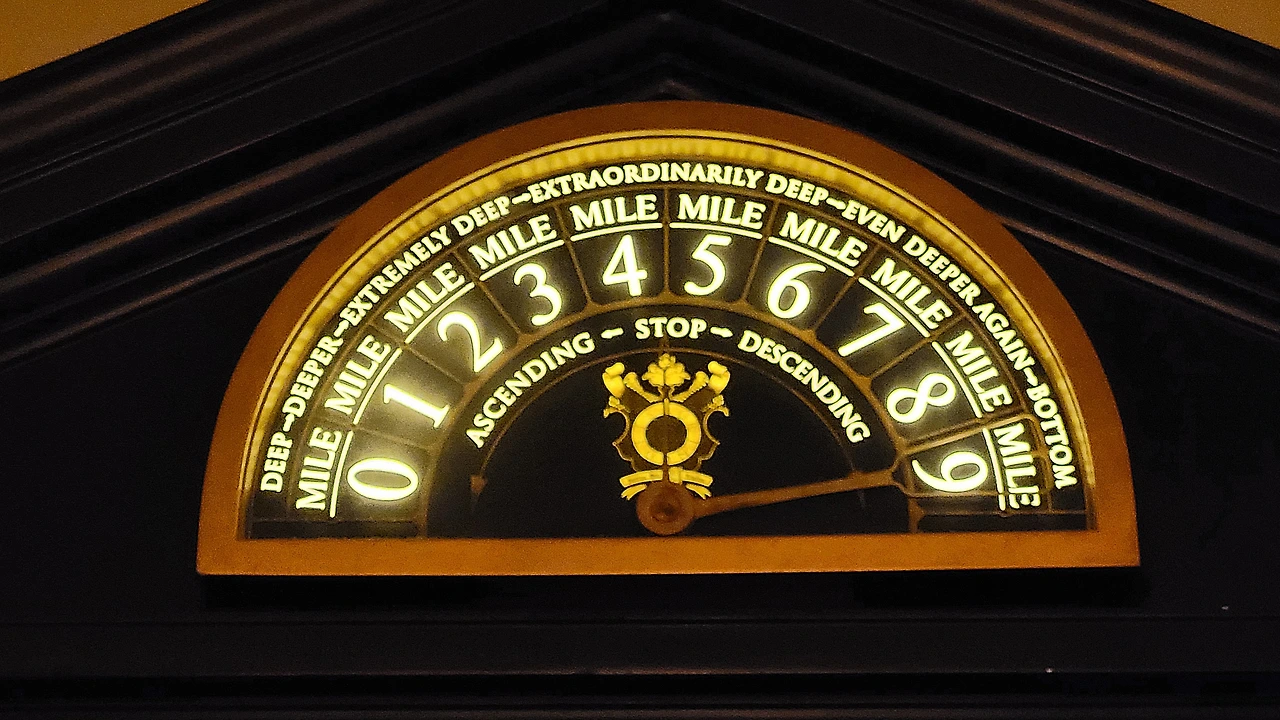 DEEP~DEEPER~EXTREMELY DEEP~EXTRAORDINARILY DEEP~EVEN DEEPER AGAIN~BOTTOM
MILE MILE MILE MILE MILE MILE MILE MILE MILE MILE
0 1 2 3 4 5 6 7 8 9
ASCENDING ~ STOP ~ DESCENDING